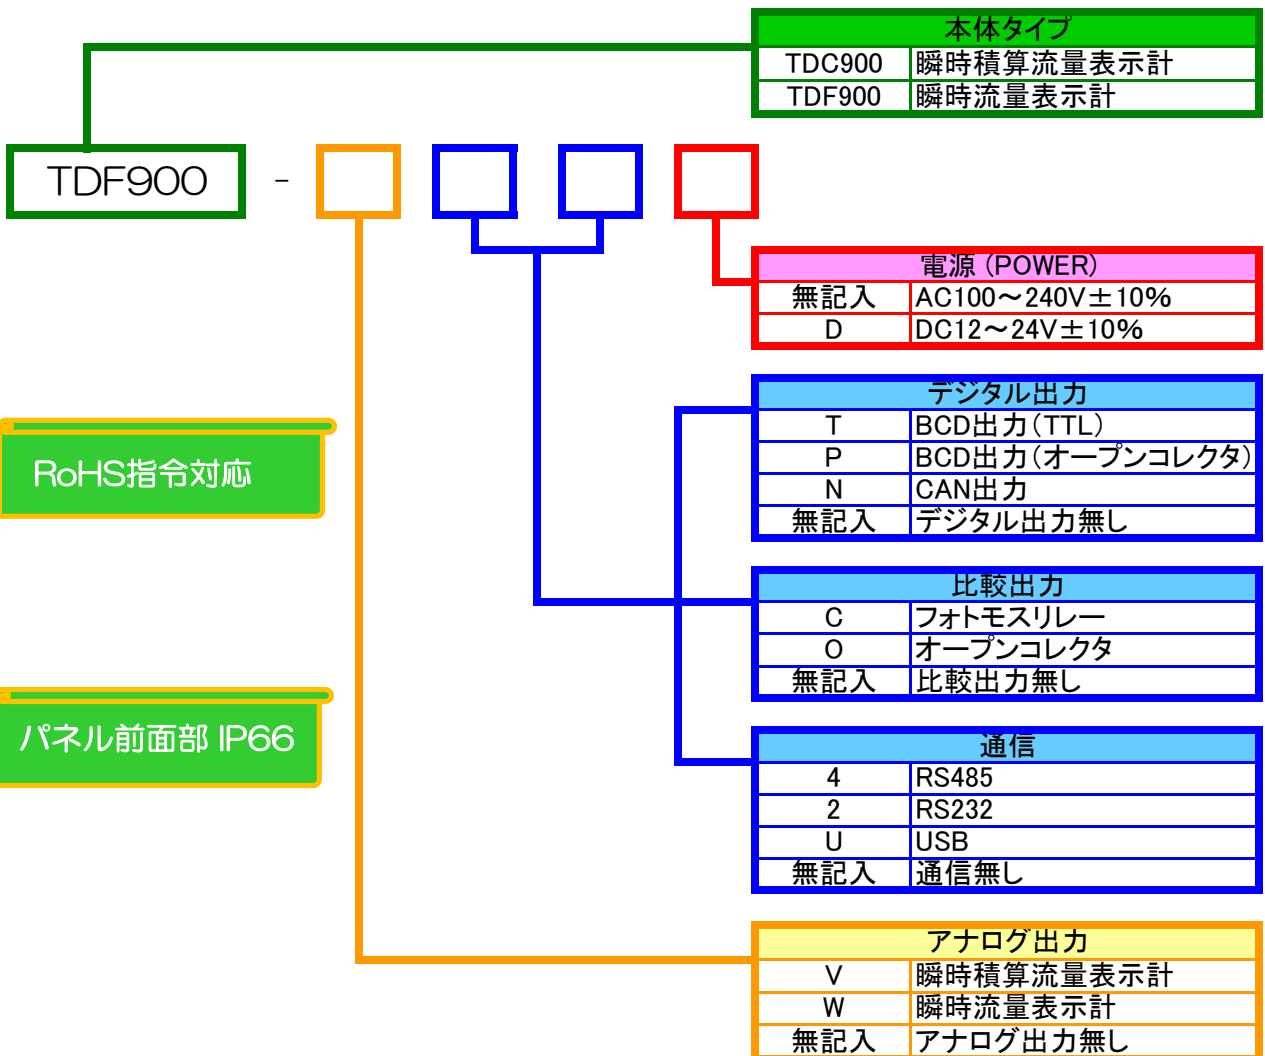 本体タイプ
TDC900 瞬時積算流量表示計
TDF900 瞬時流量表示計
TDF900 -
電源 (POWER)
無記入 AC100～240V±10%
D DC12～24V±10%
デジタル出力
T BCD出力(TTL)
P BCD出力(オープンコレクタ)
N CAN出力
無記入 デジタル出力無し
RoHS指令対応
比較出力
C フォトモスリレー
O オープンコレクタ
無記入 比較出力無し
パネル前面部 IP66
通信
4 RS485
2 RS232
U USB
無記入 通信無し
アナログ出力
V 瞬時積算流量表示計
W 瞬時流量表示計
無記入 アナログ出力無し